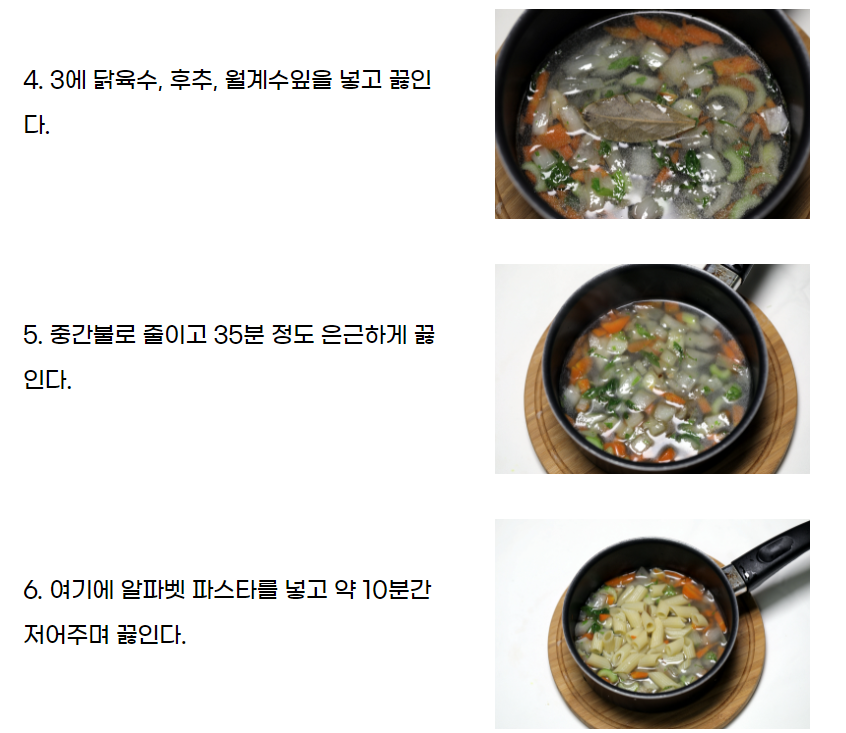 4. 3에 닭육수, 후추, 월계수잎을 넣고 끓인
다.
5. 중간불로 줄이고 35분 정도 은근하게 끓
인다.
6. 여기에 알파벳 파스타를 넣고 약 10분간
저어주며 끓인다.